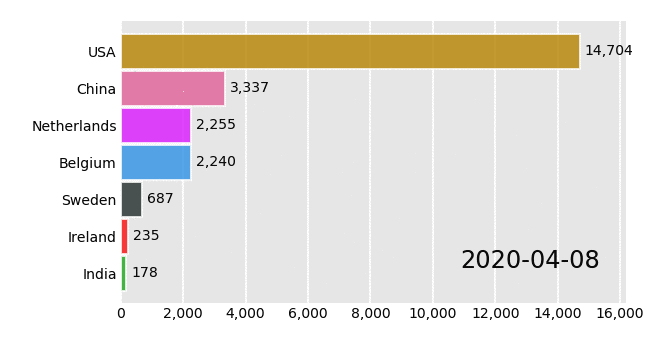 USA 14,704
China 3,337
Netherlands 2,255
Belgium 2,240
Sweden 687
Ireland 235
India 178
2020-04-08
0 2,000 4,000 6,000 8,000 10,000 12,000 14,000 16,000